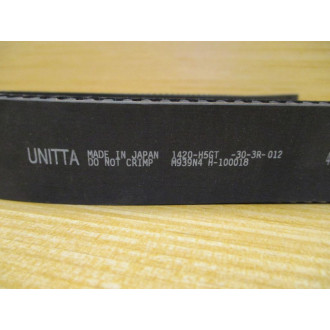 UNITTA MADE IN JAPAN 1420-H5GT -30-3R-012
DO NOT CRIMP M939N4 H-100018